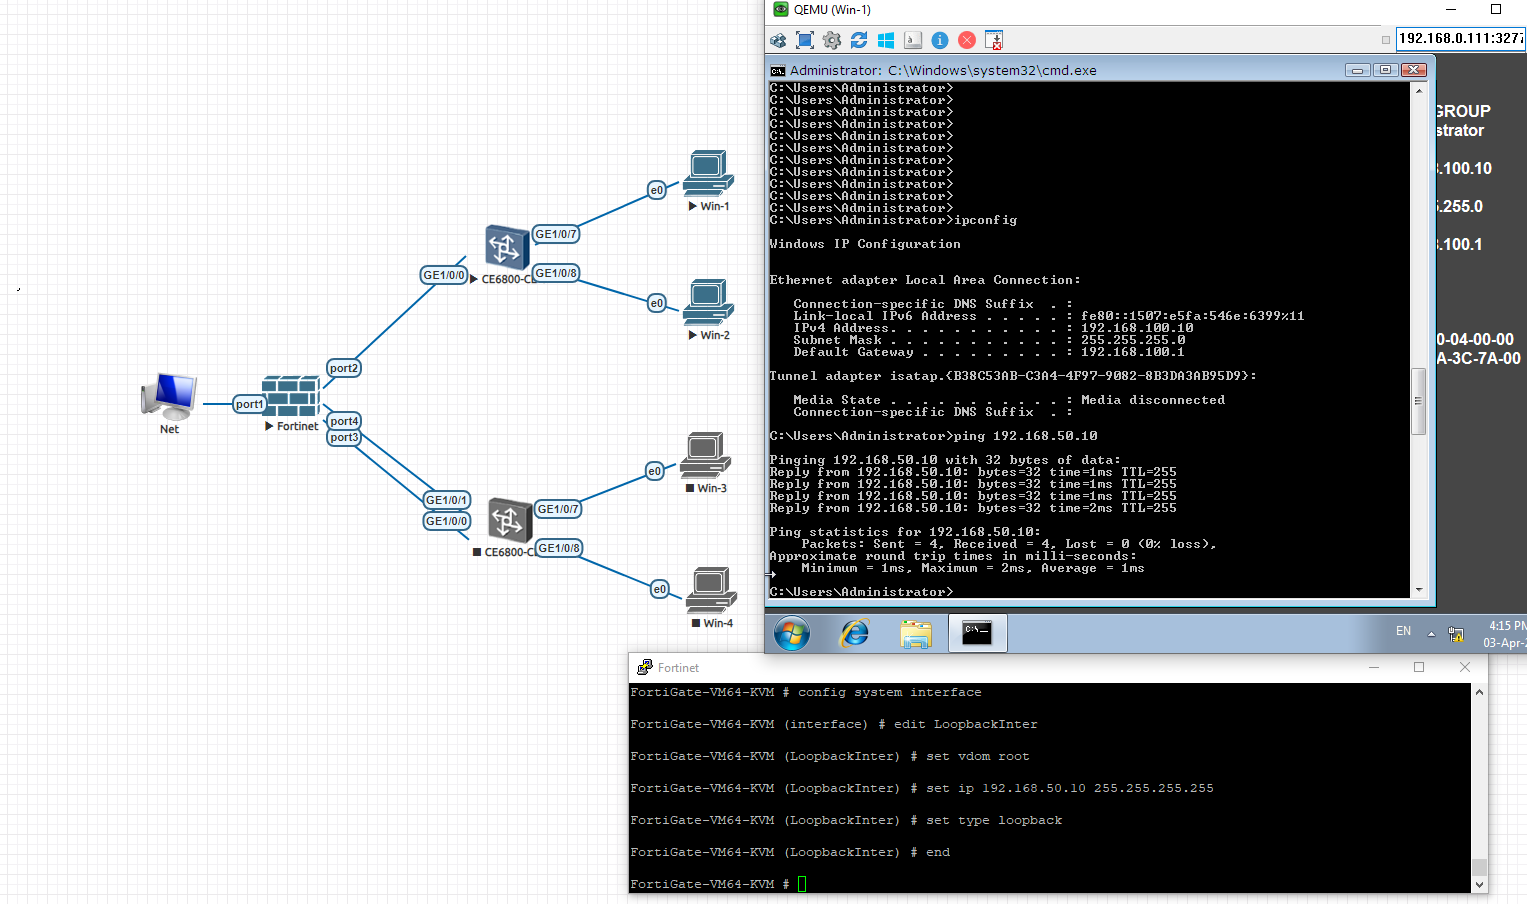 QEMU (Win-1)
192.168.0.111:3277
Administrator: C:\Windows\system32\cmd.exe
C:\Users\Administrator>
C:\Users\Administrator>
C:\Users\Administrator>
C:\Users\Administrator>
C:\Users\Administrator>
C:\Users\Administrator>
C:\Users\Administrator>
C:\Users\Administrator>
C:\Users\Administrator>
C:\Users\Administrator>
C:\Users\Administrator>
C:\Users\Administrator>ipconfig
Windows IP Configuration
Ethernet adapter Local Area Connection:
Connection-specific DNS Suffix . :
Link-local IPv6 Address . . . . . : fe80::1507:e5fa:546e:6399%11
IPv4 Address. . . . . . . . . . . : 192.168.100.10
Subnet Mask . . . . . . . . . . . : 255.255.255.0
Default Gateway . . . . . . . . . : 192.168.100.1
Tunnel adapter isatap.{B38C53AB-C3A4-4F97-9082-8B3DA3AB95D9}:
Media State . . . . . . . . . . . : Media disconnected
Connection-specific DNS Suffix . :
C:\Users\Administrator>ping 192.168.50.10
Pinging 192.168.50.10 with 32 bytes of data:
Reply from 192.168.50.10: bytes=32 time=1ms TTL=255
Reply from 192.168.50.10: bytes=32 time=1ms TTL=255
Reply from 192.168.50.10: bytes=32 time=1ms TTL=255
Reply from 192.168.50.10: bytes=32 time=2ms TTL=255
Ping statistics for 192.168.50.10:
Packets: Sent = 4, Received = 4, Lost = 0 (0% loss),
Approximate round trip times in milli-seconds:
Minimum = 1ms, Maximum = 2ms, Average = 1ms
C:\Users\Administrator>
GROUP
strator
.100.10
.255.0
.100.1
0-04-00-00
A-3C-7A-00
EN
4:15 PM
03-Apr-
e0
Win-1
GE1/0/7
GE1/0/0
CE6800-CE
GE1/0/8
e0
Win-2
port2
Net
port1
Fortinet
port4
port3
e0
Win-3
GE1/0/1
GE1/0/7
GE1/0/0
CE6800-CE
GE1/0/8
e0
Win-4
Fortinet
FortiGate-VM64-KVM # config system interface
FortiGate-VM64-KVM (interface) # edit LoopbackInter
FortiGate-VM64-KVM (LoopbackInter) # set vdom root
FortiGate-VM64-KVM (LoopbackInter) # set ip 192.168.50.10 255.255.255.255
FortiGate-VM64-KVM (LoopbackInter) # set type loopback
FortiGate-VM64-KVM (LoopbackInter) # end
FortiGate-VM64-KVM #